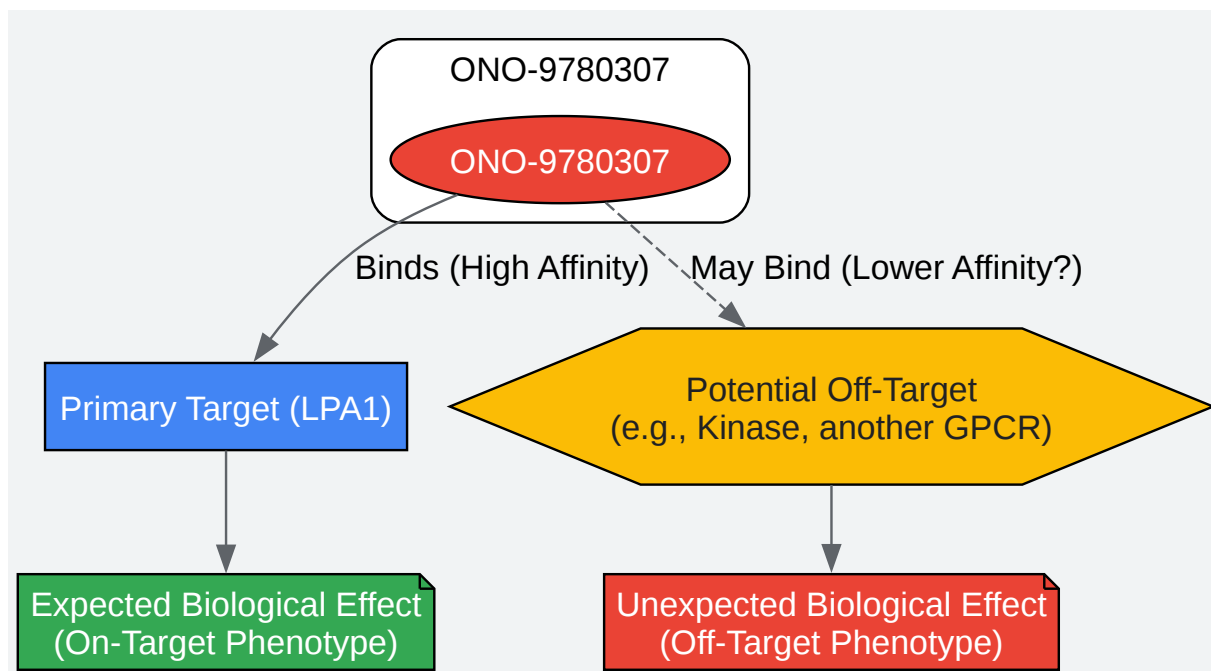 ONO-9780307
ONO-9780307
Binds (High Affinity)
May Bind (Lower Affinity?)
Primary Target (LPA1)
Potential Off-Target
(e.g., Kinase, another GPCR)
Expected Biological Effect
(On-Target Phenotype)
Unexpected Biological Effect
(Off-Target Phenotype)